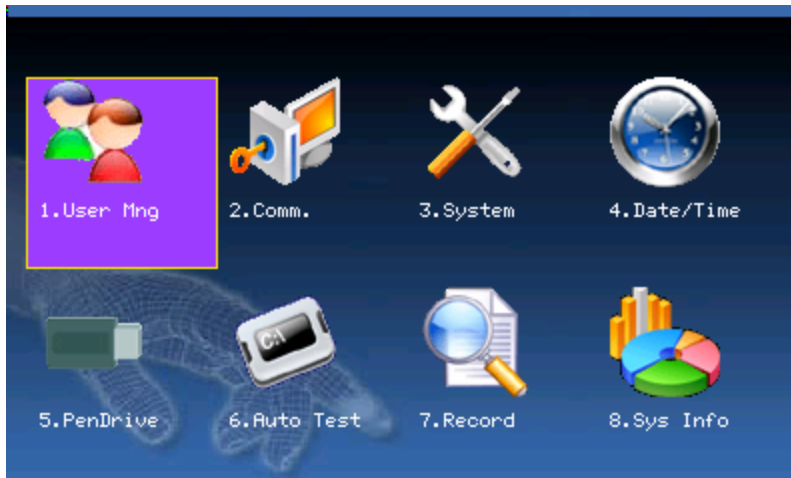 1.User Mng
2.Comm.
3.System
4.Date/Time
5.PenDrive
6.Auto Test
C:\
7.Record
8.Sys Info